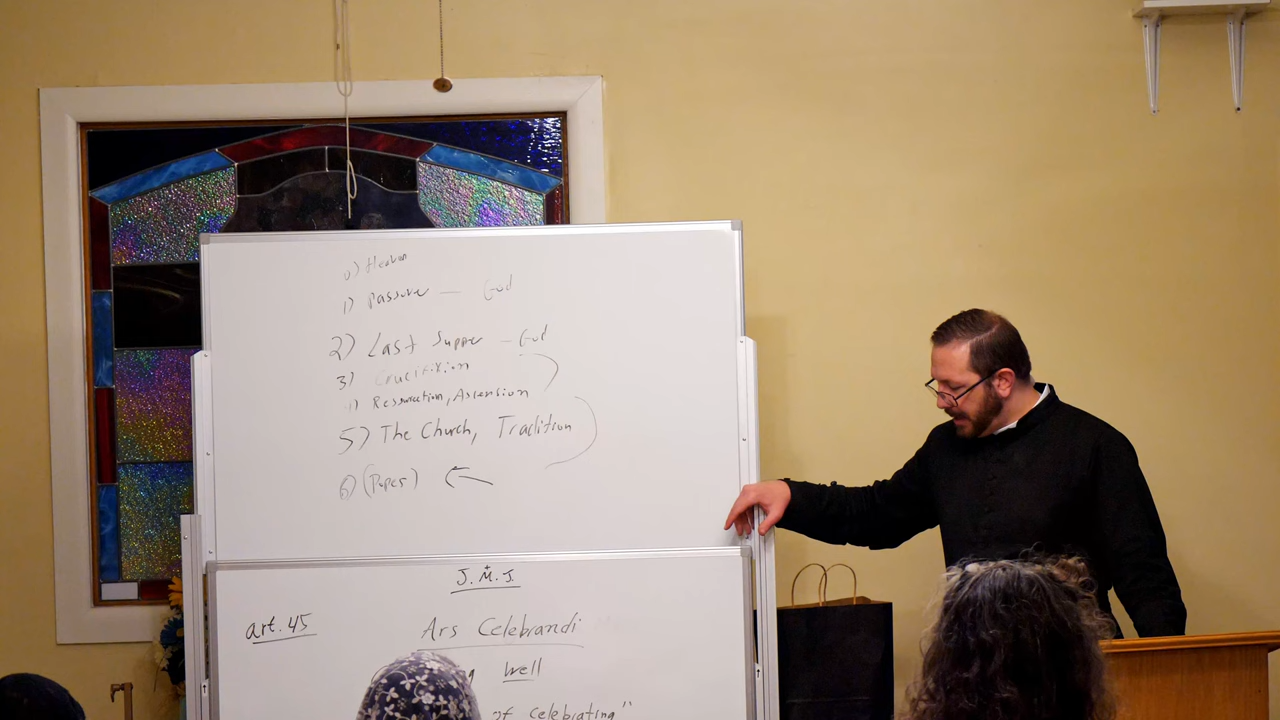 0) Heaven
1) Passover — God
2) Last Supper — God
3) Crucifixion
4) Resurrection, Ascension
5) The Church, Tradition
6) (Popes) ←
J.M.J.
art. 45
Ars Celebrandi
Well
of celebrating"